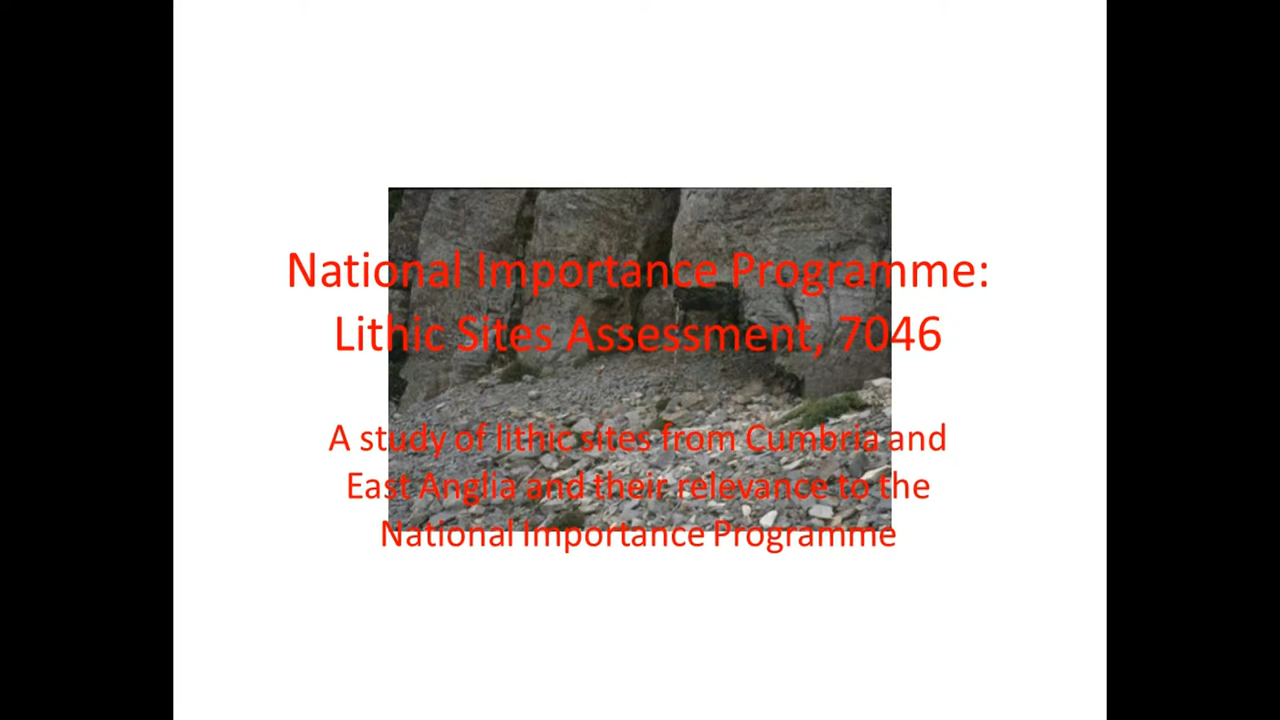 National Importance Programme:
Lithic Sites Assessment, 7046
A study of lithic sites from Cumbria and
East Anglia and their relevance to the
National Importance Programme